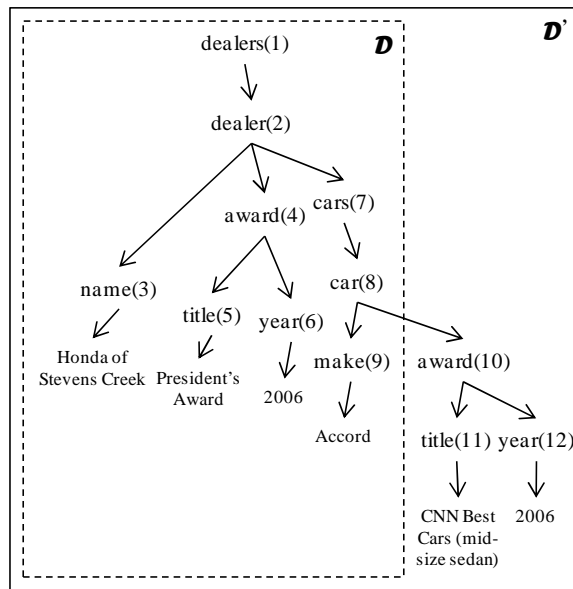 dealers(1)
D
D'
dealer(2)
award(4)
cars(7)
name(3)
title(5)
year(6)
car(8)
Honda of
Stevens Creek
President's
Award
2006
make(9)
award(10)
Accord
title(11)
year(12)
CNN Best
Cars (mid-
size sedan)
2006